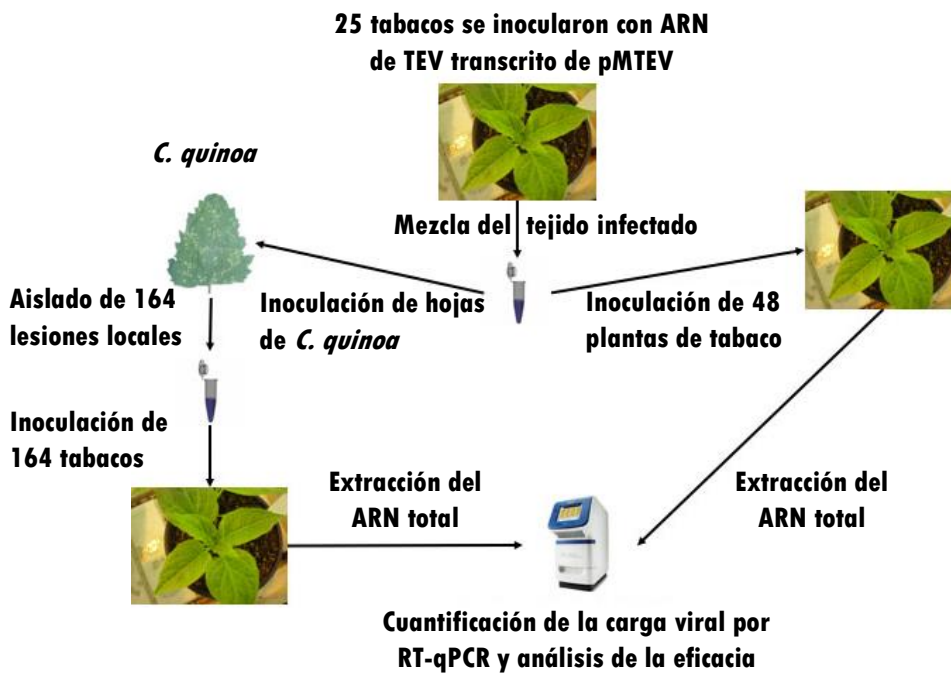 25 tabacos se inocularon con ARN
de TEV transcrito de pMTEV
C. quinoa
Mezcla del tejido infectado
Aislado de 164
lesiones locales
Inoculación de hojas
de C. quinoa
Inoculación de 48
plantas de tabaco
Inoculación de
164 tabacos
Extracción del
ARN total
Extracción del
ARN total
Cuantificación de la carga viral por
RT-qPCR y análisis de la eficacia